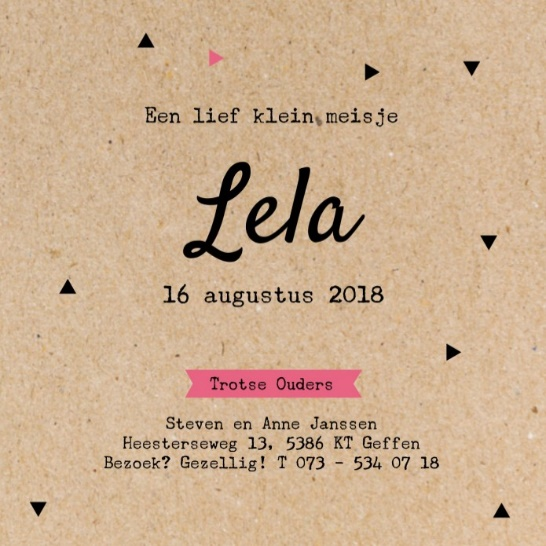 Een lief klein meisje
Lela
16 augustus 2018
Trotse Ouders
Steven en Anne Janssen
Heesterseweg 13, 5386 KT Geffen
Bezoek? Gezellig! T 073 - 534 07 18